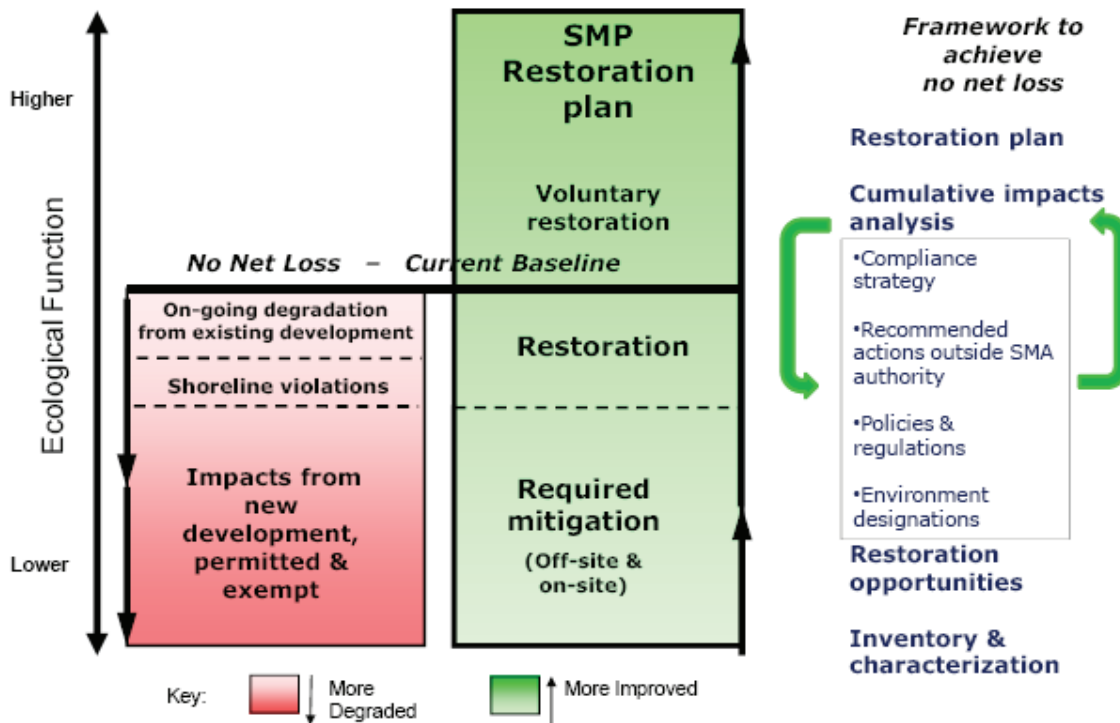 Higher
Ecological Function
Lower
SMP
Restoration
plan
Voluntary
restoration
No Net Loss – Current Baseline
On-going degradation
from existing development
Shoreline violations
Impacts from
new
development,
permitted &
exempt
Restoration
Required
mitigation
(Off-site &
on-site)
Framework to
achieve
no net loss
Restoration plan
Cumulative impacts
analysis
•Compliance
strategy
•Recommended
actions outside SMA
authority
•Policies &
regulations
•Environment
designations
Restoration
opportunities
Inventory &
characterization
Key:
More
Degraded
More Improved